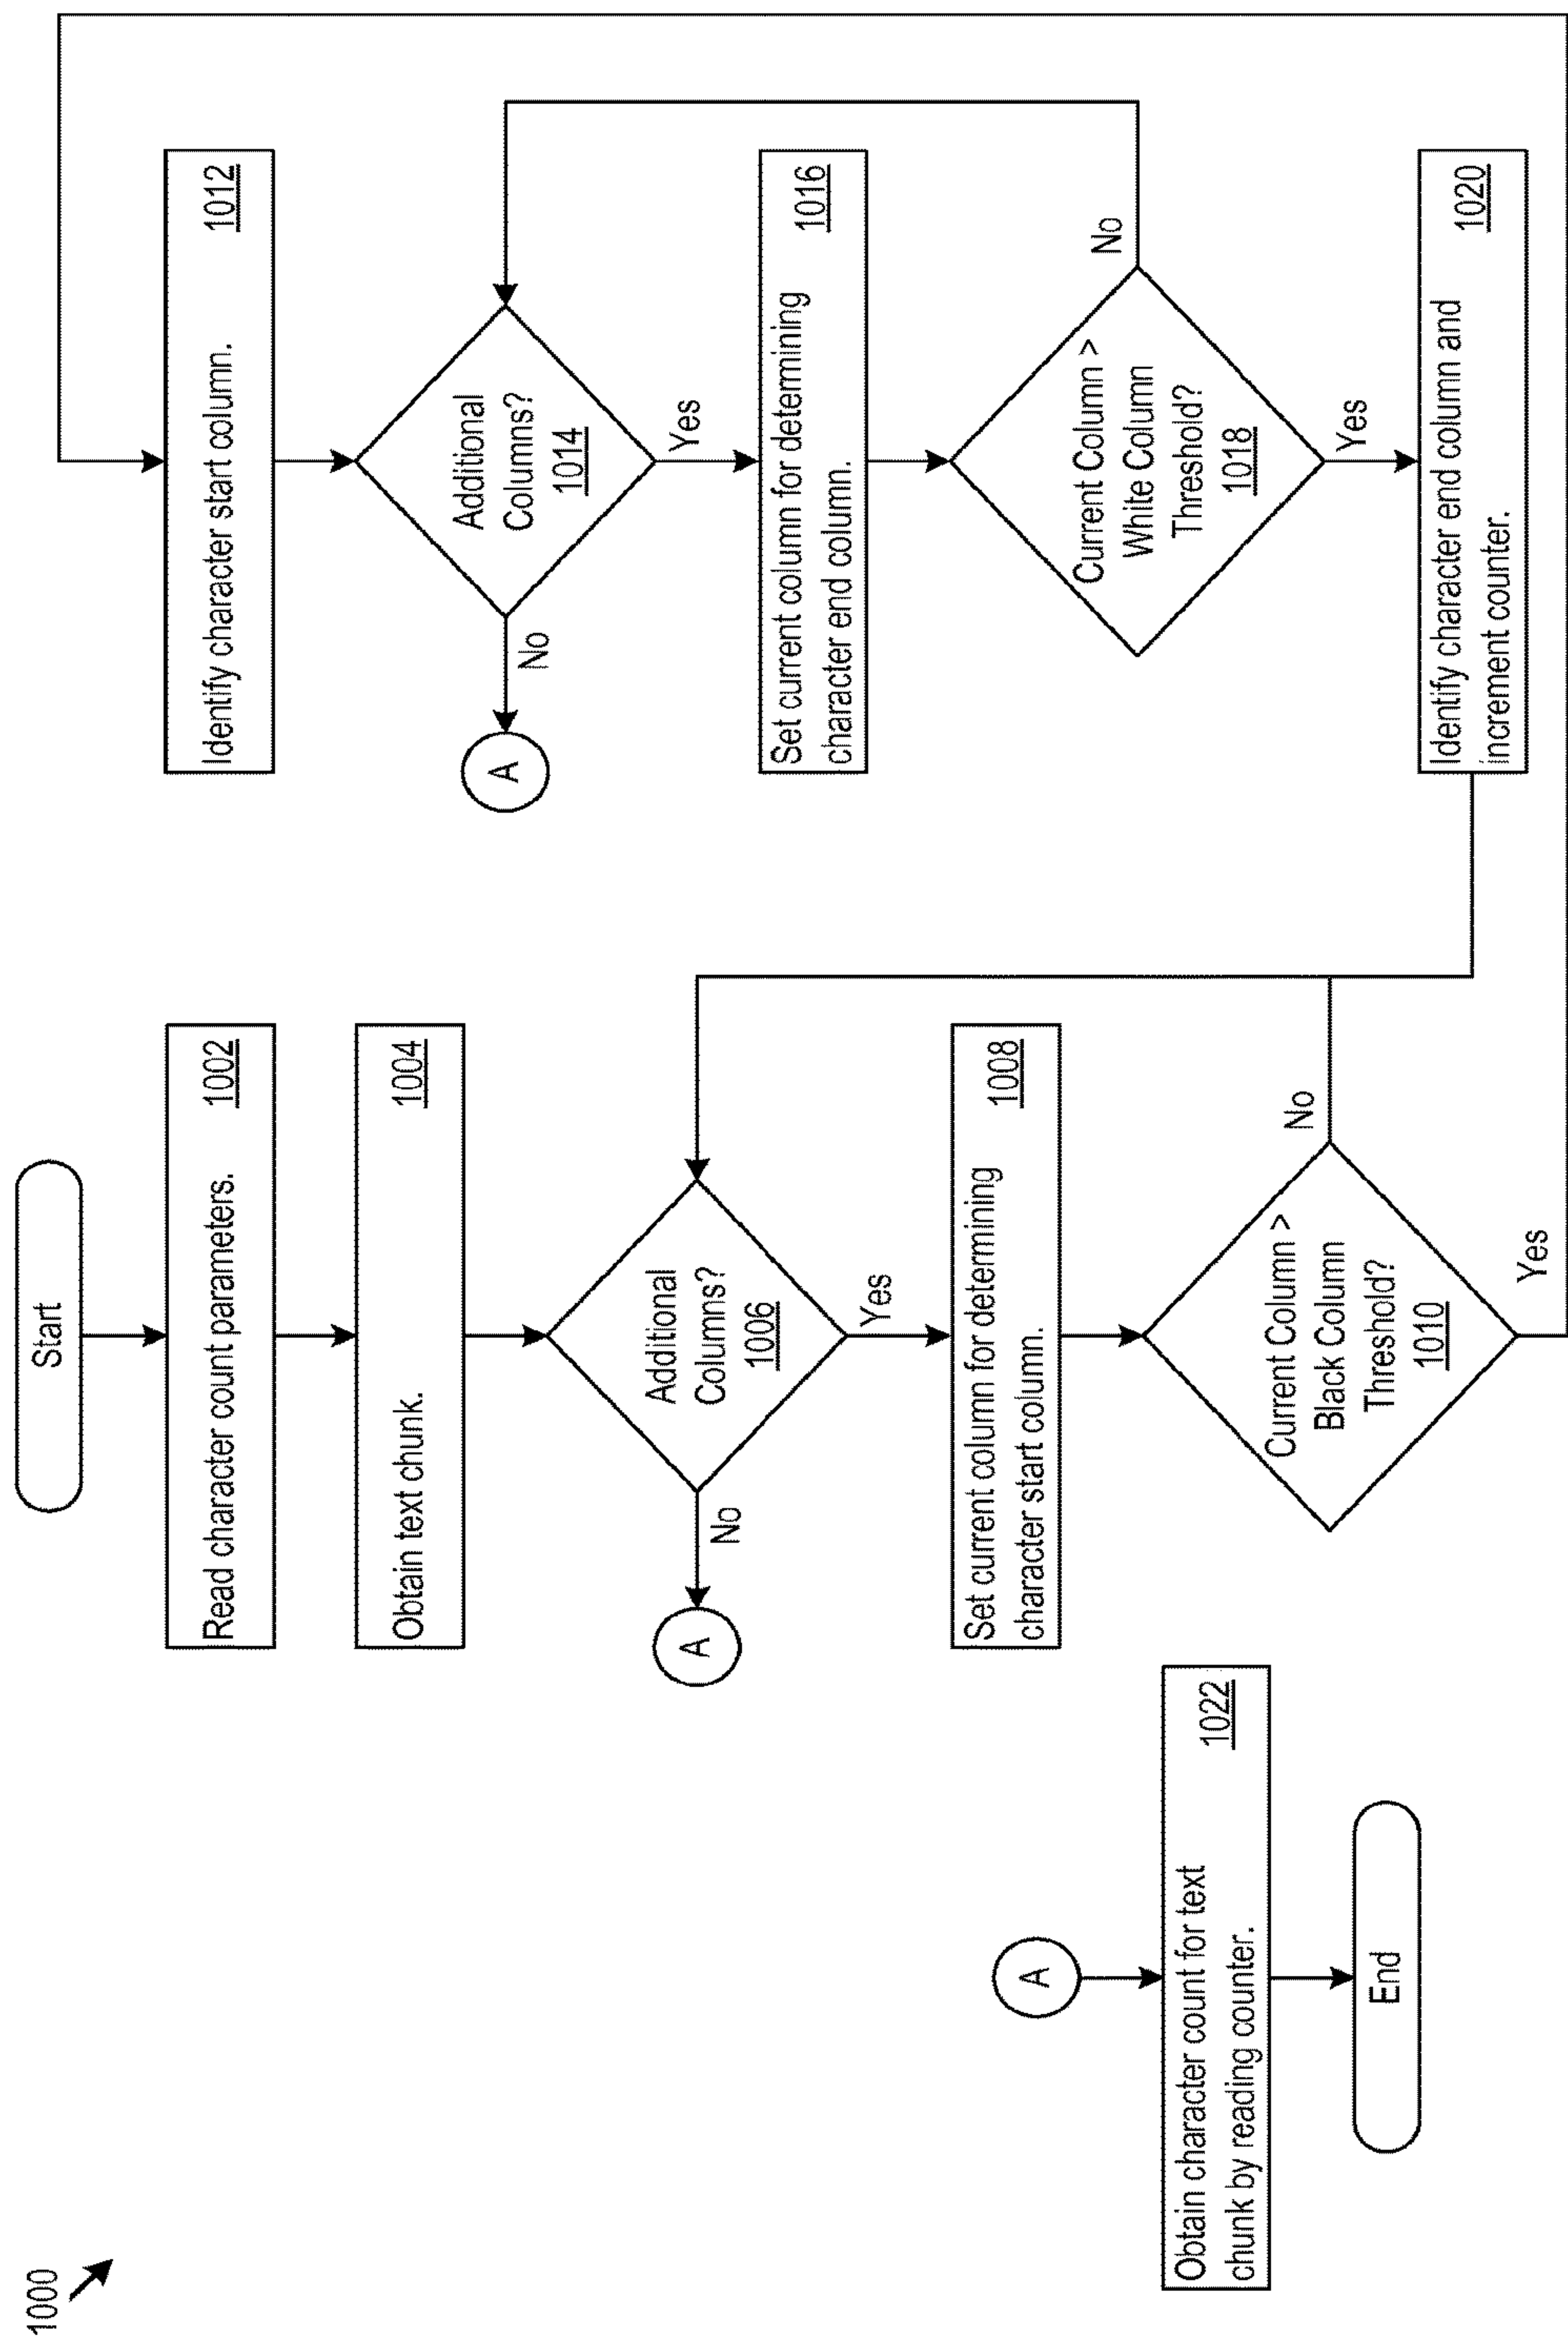 1000
Start
Read character count parameters. 1002
Obtain text chunk. 1004
Additional
Columns?
1006
No
A
Yes
Set current column for determining 1008
character start column.
Current Column >
Black Column
Threshold?
1010
No
Yes
Identify character start column. 1012
Additional
Columns?
1014
No
A
Yes
Set current column for determining 1016
character end column.
Current Column >
White Column
Threshold?
1018
No
Yes
Identify character end column and 1020
increment counter.
A
Obtain character count for text 1022
chunk by reading counter.
End